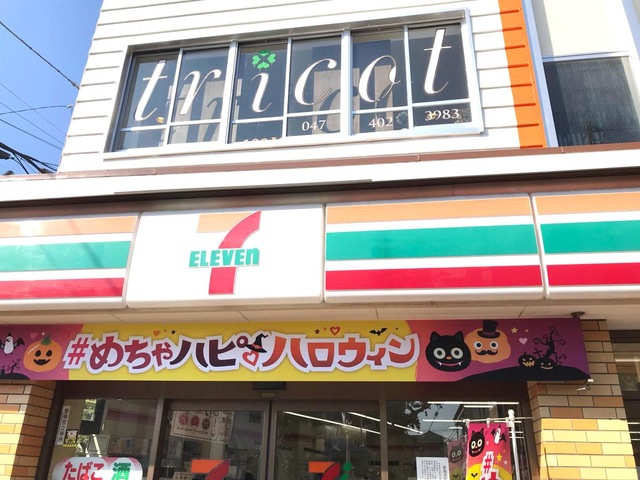 tricot
047 402 3983
7
ELEVEN
#めちゃハピ♥ハロウィン
たばこ 酒
#め